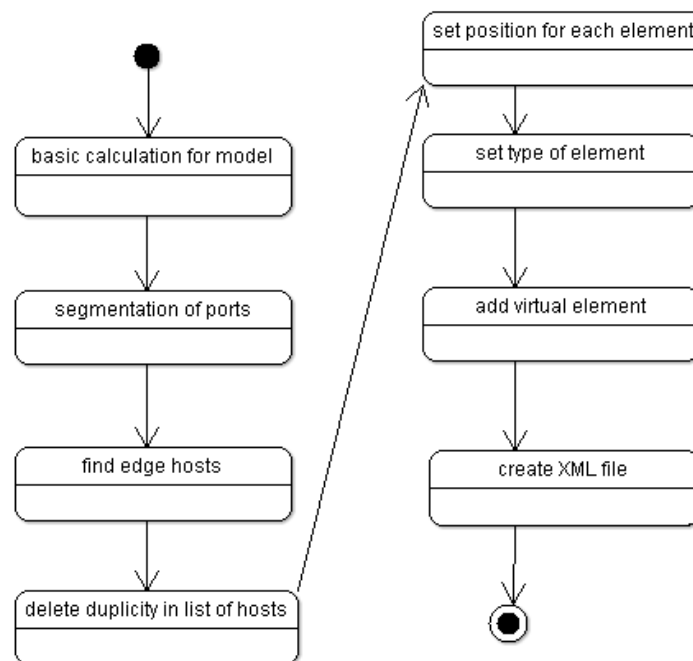 basic calculation for model
segmentation of ports
find edge hosts
delete duplicity in list of hosts
set position for each element
set type of element
add virtual element
create XML file